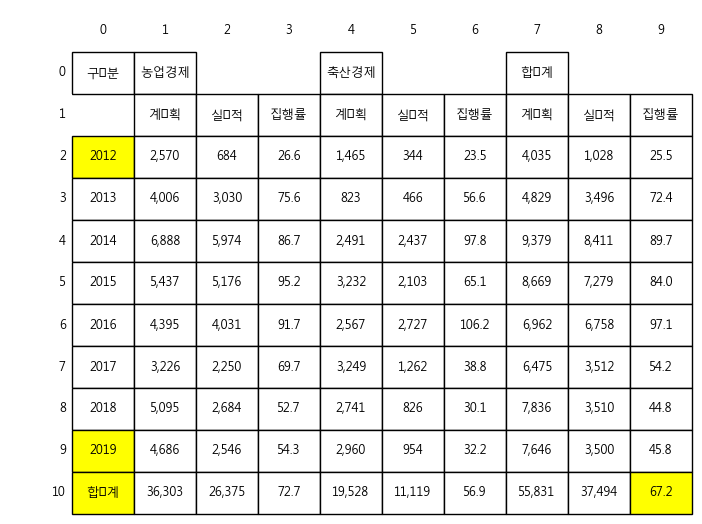 0 1 2 3 4 5 6 7 8 9
0 구□분 농업경제 축산경제 합□계
1 계□획 실□적 집행률 계□획 실□적 집행률 계□획 실□적 집행률
2 2012 2,570 684 26.6 1,465 344 23.5 4,035 1,028 25.5
3 2013 4,006 3,030 75.6 823 466 56.6 4,829 3,496 72.4
4 2014 6,888 5,974 86.7 2,491 2,437 97.8 9,379 8,411 89.7
5 2015 5,437 5,176 95.2 3,232 2,103 65.1 8,669 7,279 84.0
6 2016 4,395 4,031 91.7 2,567 2,727 106.2 6,962 6,758 97.1
7 2017 3,226 2,250 69.7 3,249 1,262 38.8 6,475 3,512 54.2
8 2018 5,095 2,684 52.7 2,741 826 30.1 7,836 3,510 44.8
9 2019 4,686 2,546 54.3 2,960 954 32.2 7,646 3,500 45.8
10 합□계 36,303 26,375 72.7 19,528 11,119 56.9 55,831 37,494 67.2